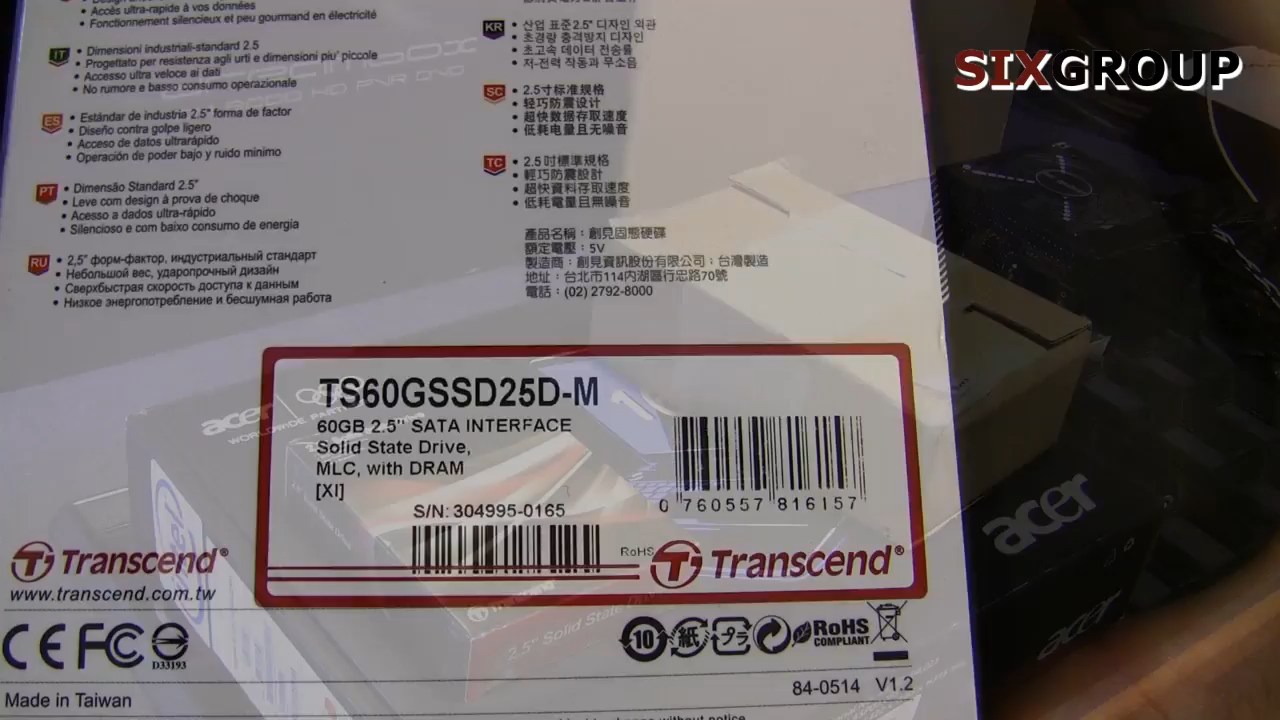 • Accès ultra-rapide à vos données
• Fonctionnement silencieux et peu gourmand en électricité
IT
• Dimensioni industriali-standard 2.5
• Progettato per resistenza agli urti e dimensioni piu' piccole
• Accesso ultra veloce ai dati
• No rumore e basso consumo operazionale
ES
• Estándar de industria 2.5" forma de factor
• Diseño contra golpe ligero
• Acceso de datos ultrarápido
• Operación de poder bajo y ruido minimo
PT
• Dimensão Standard 2.5"
• Leve com design à prova de choque
• Acesso a dados ultra-rápido
• Silencioso e com baixo consumo de energia
RU
• 2,5" форм-фактор, индустриальный стандарт
• Небольшой вес, ударопрочный дизайн
• Сверхбыстрая скорость доступа к данным
• Низкое энергопотребление и бесшумная работа
KR
• 산업 표준2.5" 디자인 외관
• 초경량 충격방지 디자인
• 초고속 데이터 전송률
• 저-전력 작동과 무소음
SC
• 2.5寸标准规格
• 轻巧防震设计
• 超快数据存取速度
• 低耗电量且无噪音
TC
• 2.5吋標準規格
• 輕巧防震設計
• 超快資料存取速度
• 低耗電量且無噪音
產品名稱：創見固態硬碟
額定電壓：5V
製造商：創見資訊股份有限公司；台灣製造
地址：台北市114內湖區行忠路70號
電話：(02) 2792-8000
SIXGROUP
TS60GSSD25D-M
60GB 2.5" SATA INTERFACE
Solid State Drive,
MLC, with DRAM
[XI]
S/N: 304995-0165
0 760557 816157
RoHS
Transcend®
Transcend®
www.transcend.com.tw
CE FC
D33193
10 紙 プラ
RoHS
COMPLIANT
Made in Taiwan
84-0514 V1.2
acer
acer
acer
Transcend
2.5" Solid State Drive